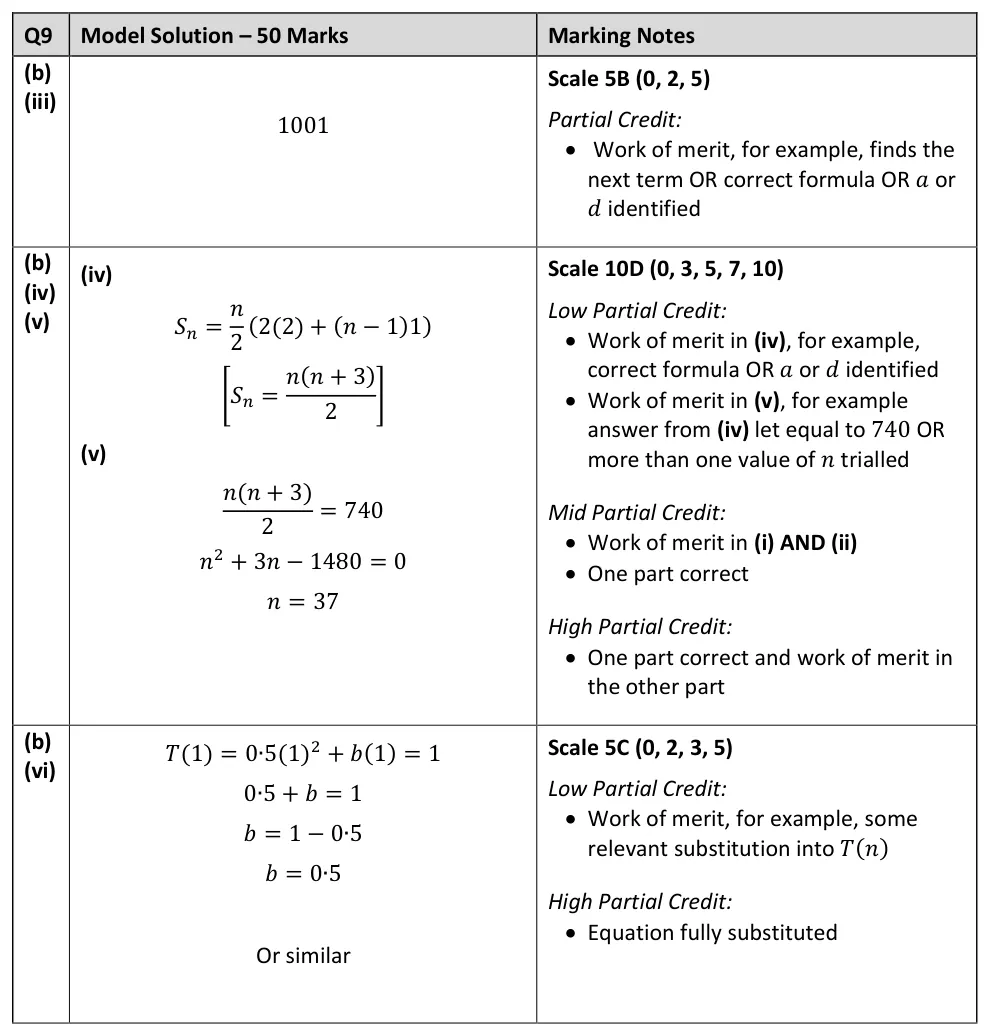 Q9 Model Solution – 50 Marks Marking Notes
(b)
(iii)
1001
Scale 5B (0, 2, 5)
Partial Credit:
• Work of merit, for example, finds the
next term OR correct formula OR a or
d identified
(b)
(iv)
(v)
(iv)
Sₙ = n/2 (2(2) + (n − 1)1)
[Sₙ = n(n + 3)/2]
(v)
n(n + 3)/2 = 740
n² + 3n − 1480 = 0
n = 37
Scale 10D (0, 3, 5, 7, 10)
Low Partial Credit:
• Work of merit in (iv), for example,
correct formula OR a or d identified
• Work of merit in (v), for example
answer from (iv) let equal to 740 OR
more than one value of n trialled
Mid Partial Credit:
• Work of merit in (i) AND (ii)
• One part correct
High Partial Credit:
• One part correct and work of merit in
the other part
(b)
(vi)
T(1) = 0·5(1)² + b(1) = 1
0·5 + b = 1
b = 1 − 0·5
b = 0·5
Or similar
Scale 5C (0, 2, 3, 5)
Low Partial Credit:
• Work of merit, for example, some
relevant substitution into T(n)
High Partial Credit:
• Equation fully substituted